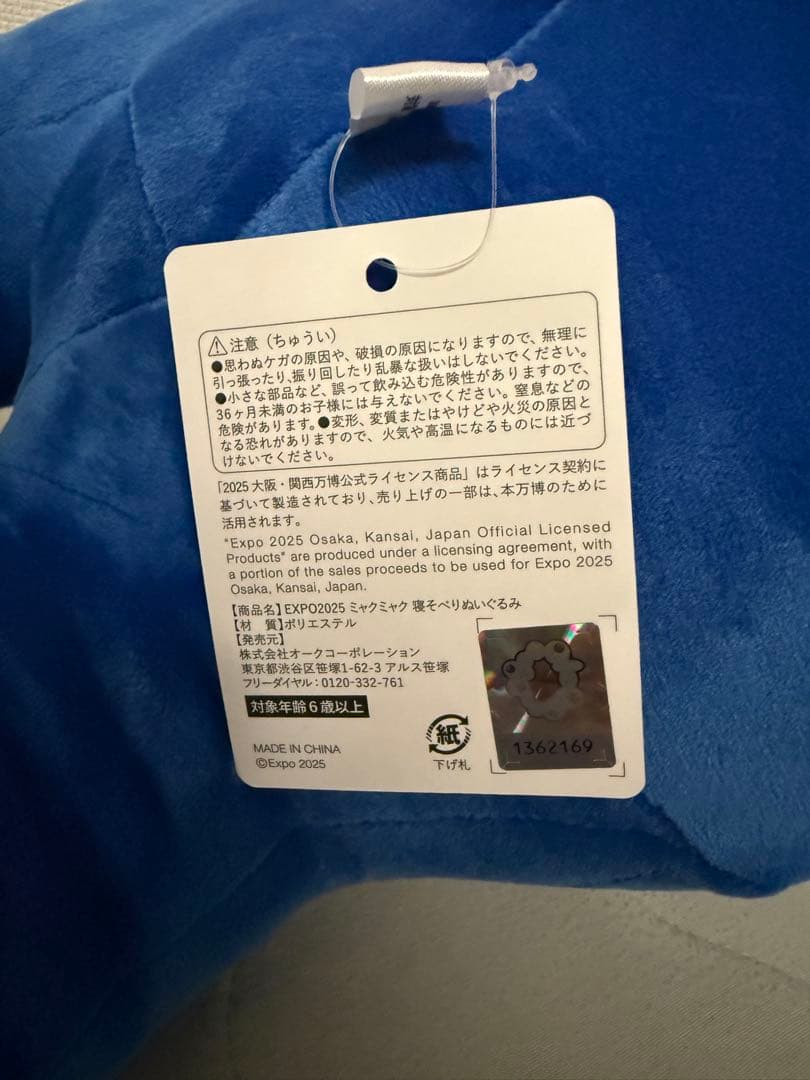 ⚠注意（ちゅうい）
●思わぬケガの原因や、破損の原因になりますので、無理に
引っ張ったり、振り回したり乱暴な扱いはしないでください。
●小さな部品など、誤って飲み込む危険性がありますので、
36ヶ月未満のお子様には与えないでください。窒息などの
危険があります。●変形、変質またはやけどや火災の原因と
なる恐れがありますので、火気や高温になるものには近づ
けないでください。
「2025 大阪・関西万博公式ライセンス商品」はライセンス契約に
基づいて製造されており、売り上げの一部は、本万博のために
活用されます。
"Expo 2025 Osaka, Kansai, Japan Official Licensed
Products" are produced under a licensing agreement, with
a portion of the sales proceeds to be used for Expo 2025
Osaka, Kansai, Japan.
【商品名】EXPO2025 ミャクミャク 寝そべりぬいぐるみ
【材　質】ポリエステル
【発売元】
株式会社オークコーポレーション
東京都渋谷区笹塚1-62-3 アルス笹塚
フリーダイヤル：0120-332-761
対象年齢6歳以上
MADE IN CHINA
©Expo 2025
紙
下げ札
1362169